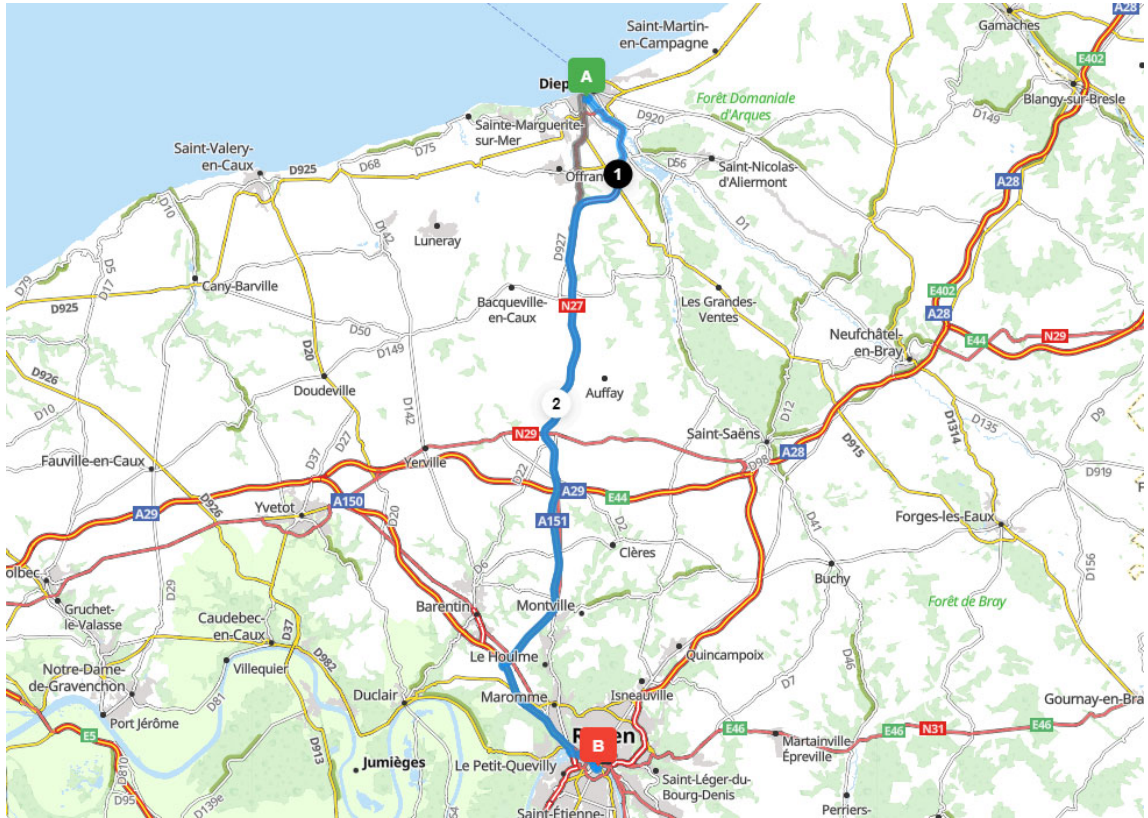 A28
Gamaches
Saint-Martin
en-Campagne
E402
A
Diep
Blangy-sur-Bresle
Forêt Domaniale
d'Arques
D149
D920
Sainte-Marguerite-
sur-Mer
D75
D68
D925
Saint-Valery-
en-Caux
D56
Saint-Nicolas-
d'Aliermont
Offran
1
A28
D10
D142
D1
Luneray
D927
D79
D5
D17
Cany-Barville
D925
Bacqueville-
en-Caux
N27
Les Grandes-
Ventes
E402
A28
D50
D149
D20
Neufchâtel-
en-Bray
E44
N29
D926
Doudeville
Auffay
D10
D142
2
D12
D9
D1314
D135
D27
N29
Saint-Saëns
D37
Yerville
A28
D915
D98
D919
Fauville-en-Caux
D22
D926
A29
E44
A150
A29
Yvetot
D20
A151
D2
D41
Forges-les-Eaux
Clères
D156
olbec
D6
Buchy
D29
Gruchet-
le-Valasse
Barentin
Montville
Forêt de Bray
Caudebec-
en-Caux
D37
Le Houlme
Quincampoix
D46
Villequier
D982
Notre-Dame-
de-Gravenchon
D81
Duclair
Maromme
Isneauville
D7
Gournay-en-Bra
Port Jérôme
E5
D913
R
en
B
E46
E46
N31
E46
Martainville-
Épreville
D810
Jumièges
Le Petit-Quevilly
Saint-Léger-du-
Bourg-Denis
D95
D139e
Saint-Étienne-
Perriers-